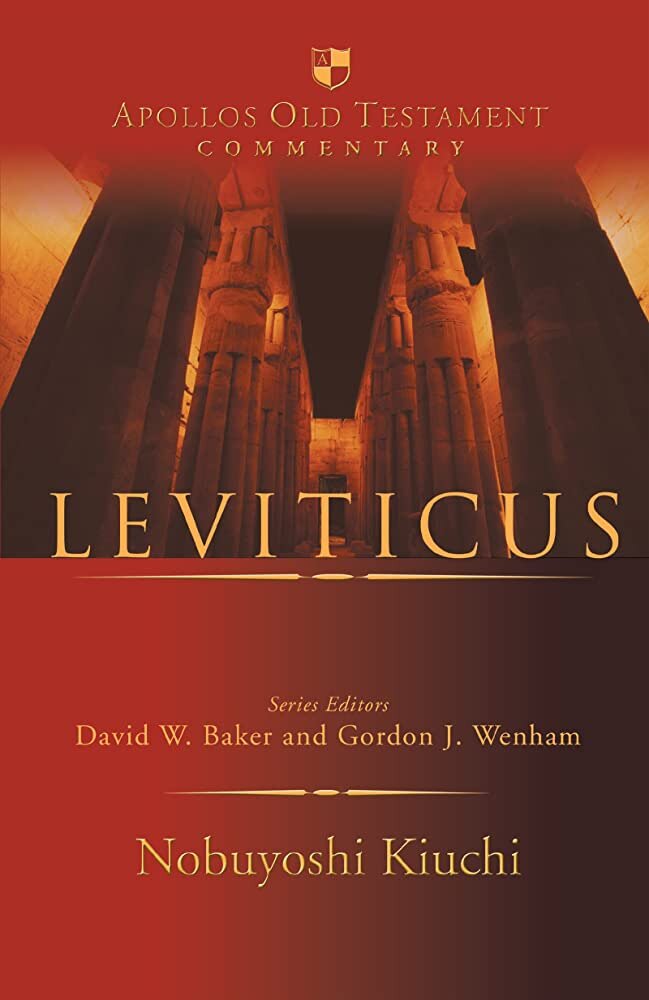 A
APOLLOS OLD TESTAMENT
COMMENTARY
LEVITICUS
Series Editors
David W. Baker and Gordon J. Wenham
Nobuyoshi Kiuchi